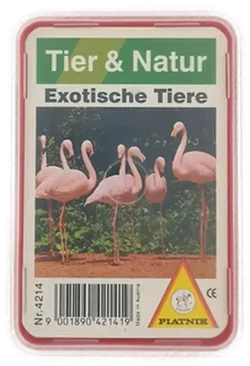 Tier & Natur
Exotische Tiere
Nr. 4214
9 001890 421419
Made in Austria
PIATNIK
CE